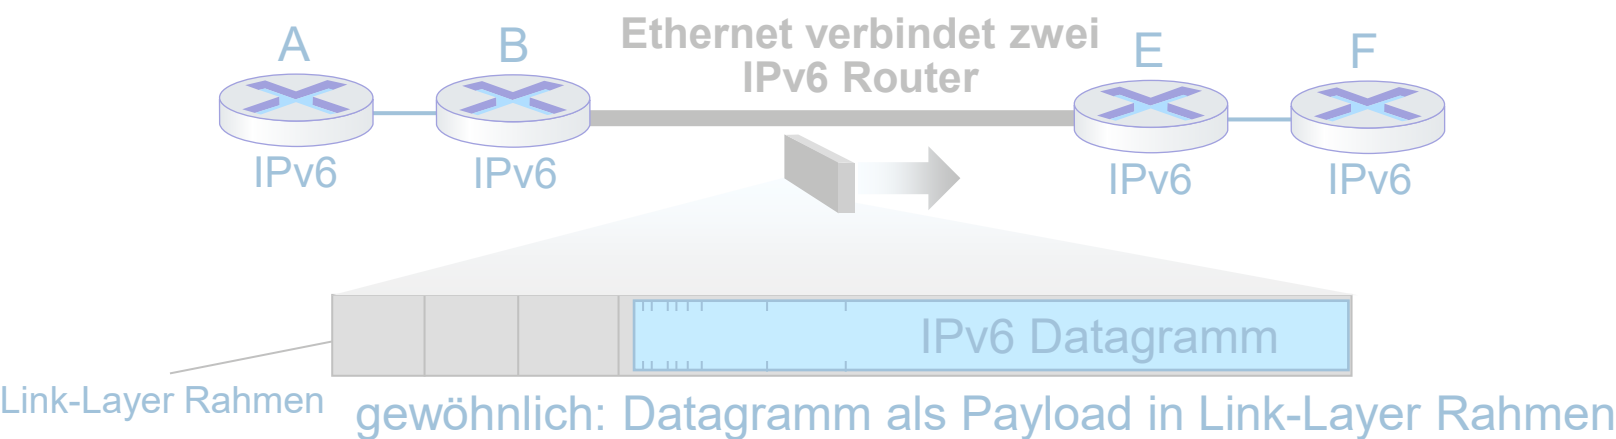 Ethernet verbindet zwei
IPv6 Router
A
B
E
F
IPv6
IPv6
IPv6
IPv6
IPv6 Datagramm
Link-Layer Rahmen
gewöhnlich: Datagramm als Payload in Link-Layer Rahmen